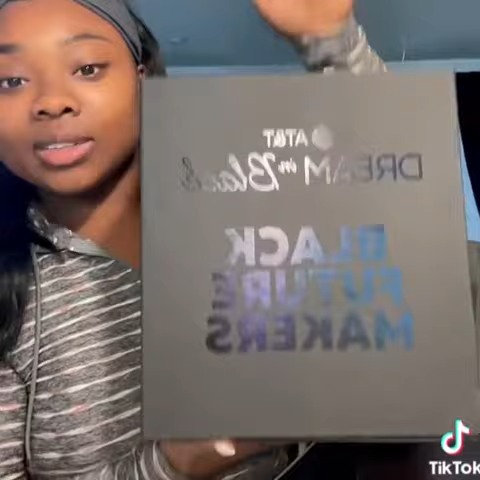 AT&T
DREAM in Black
BLACK
FUTURE
MAKERS
TikTok